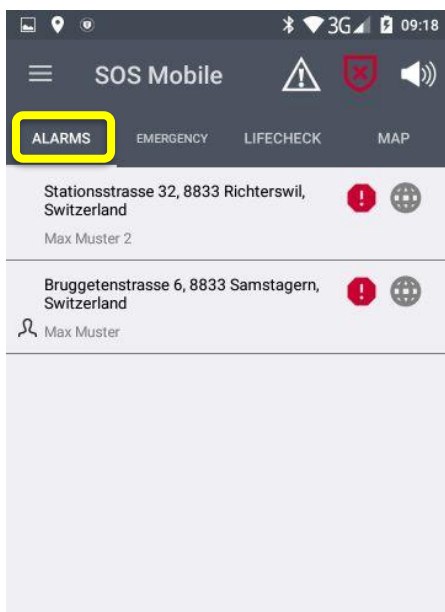 3G 09:18
SOS Mobile
ALARMS EMERGENCY LIFECHECK MAP
Stationsstrasse 32, 8833 Richterswil,
Switzerland
Max Muster 2
Bruggetenstrasse 6, 8833 Samstagern,
Switzerland
Max Muster